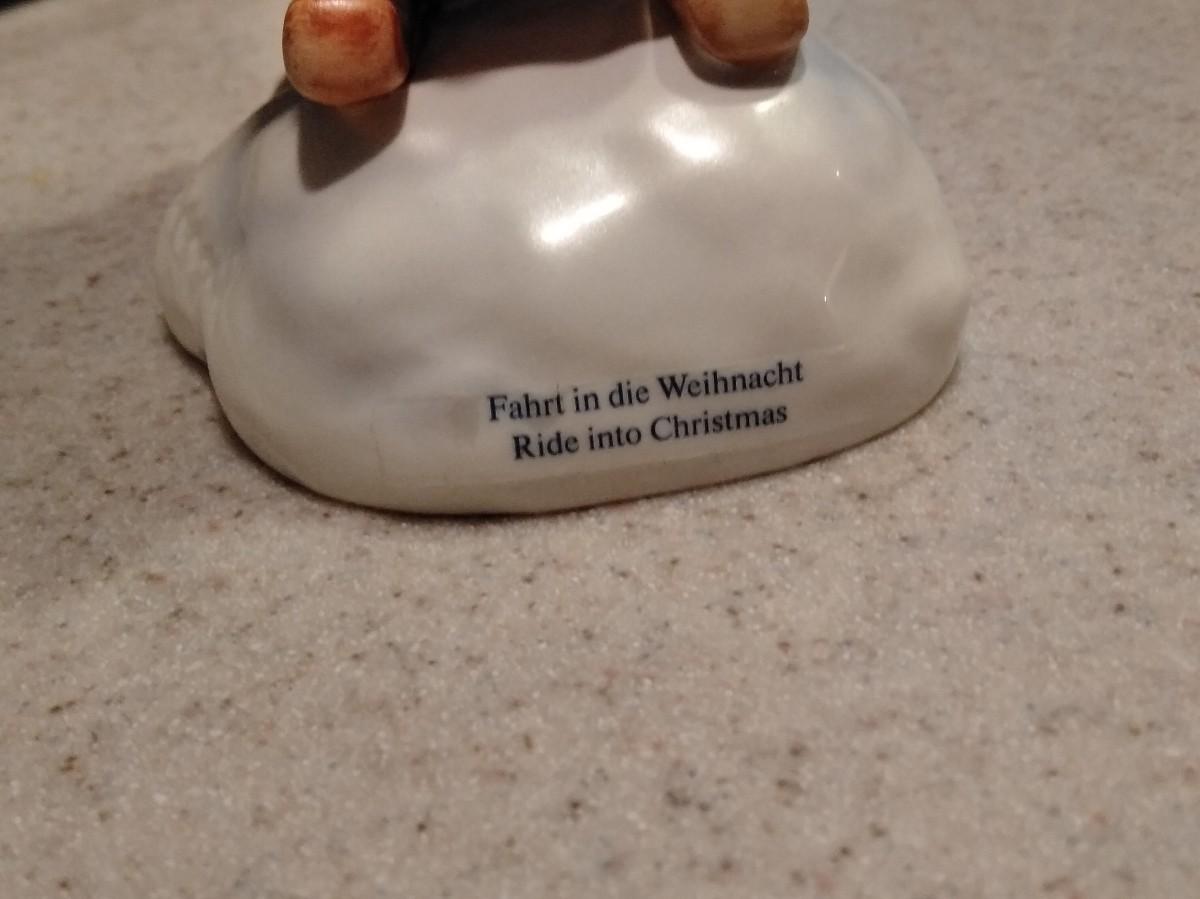 Fahrt in die Weihnacht
Ride into Christmas